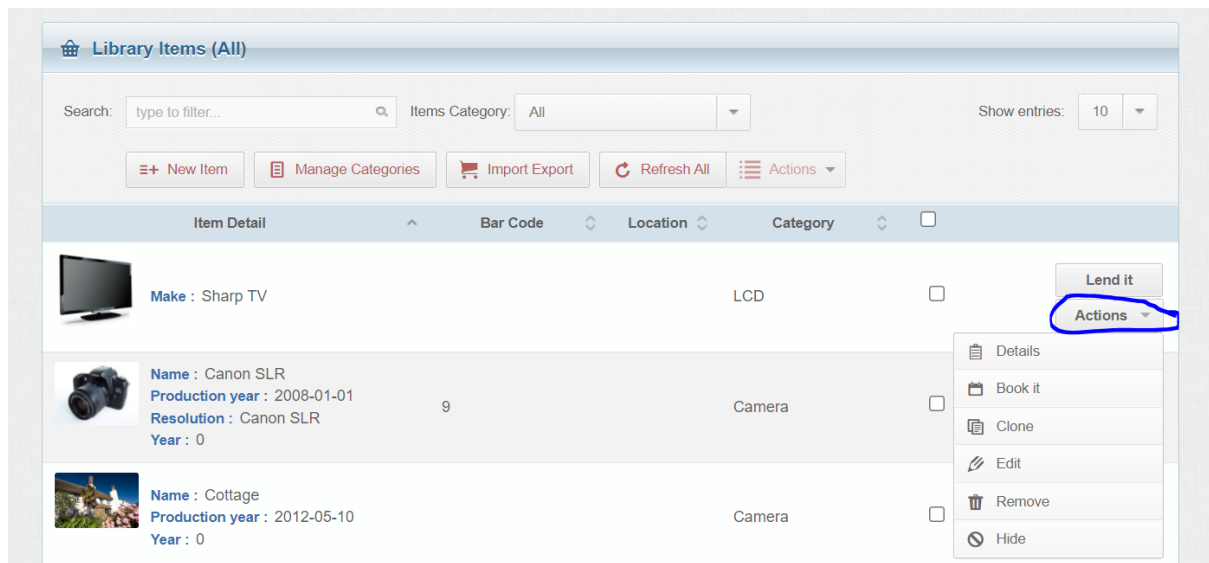 Library Items (All)
Search: type to filter... Items Category: All Show entries: 10
New Item Manage Categories Import Export Refresh All Actions
Item Detail Bar Code Location Category
Lend it
Make : Sharp TV LCD
Actions
Details
Name : Canon SLR
Production year : 2008-01-01 Book it
9 Camera
Resolution : Canon SLR
Clone
Year : 0
Edit
Name : Cottage
Remove
Production year : 2012-05-10 Camera
Year : 0 Hide